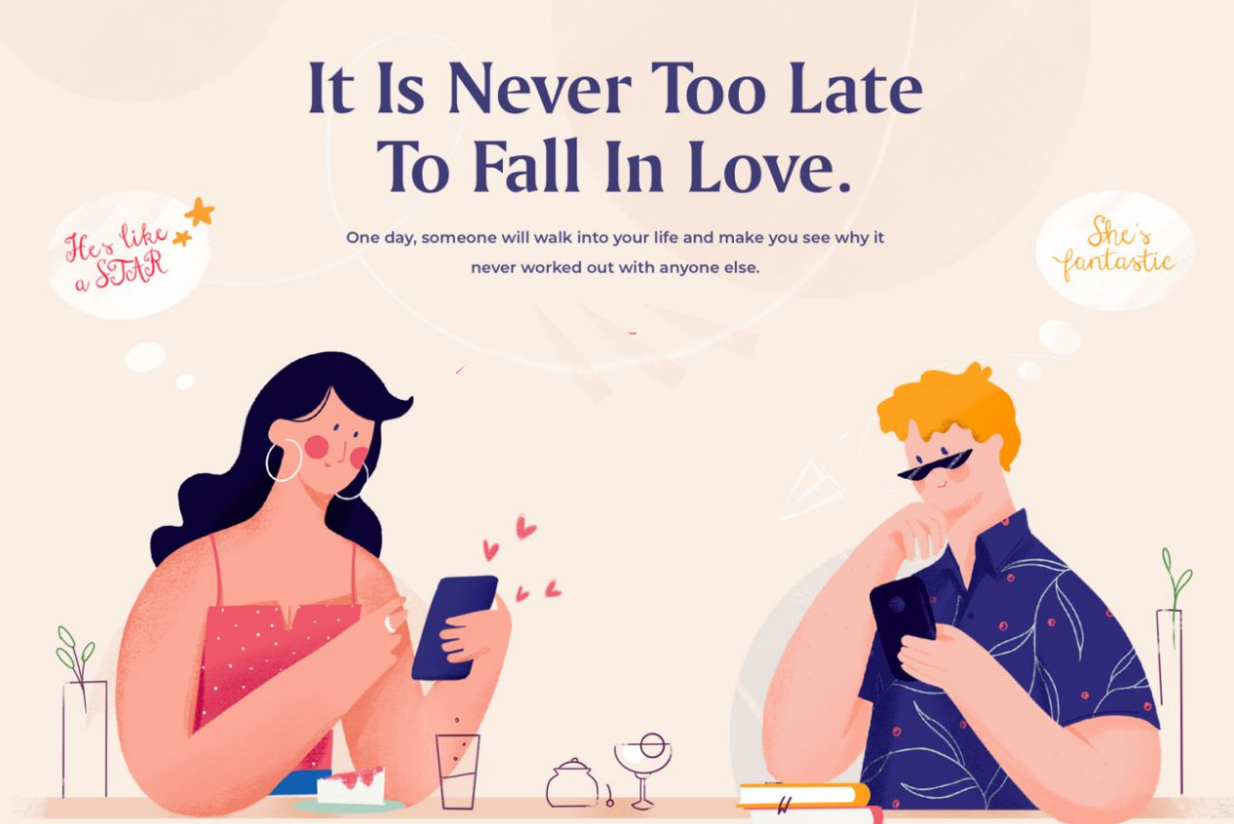 It Is Never Too Late
To Fall In Love.
One day, someone will walk into your life and make you see why it
never worked out with anyone else.
He's like
a STAR
She's
fantastic